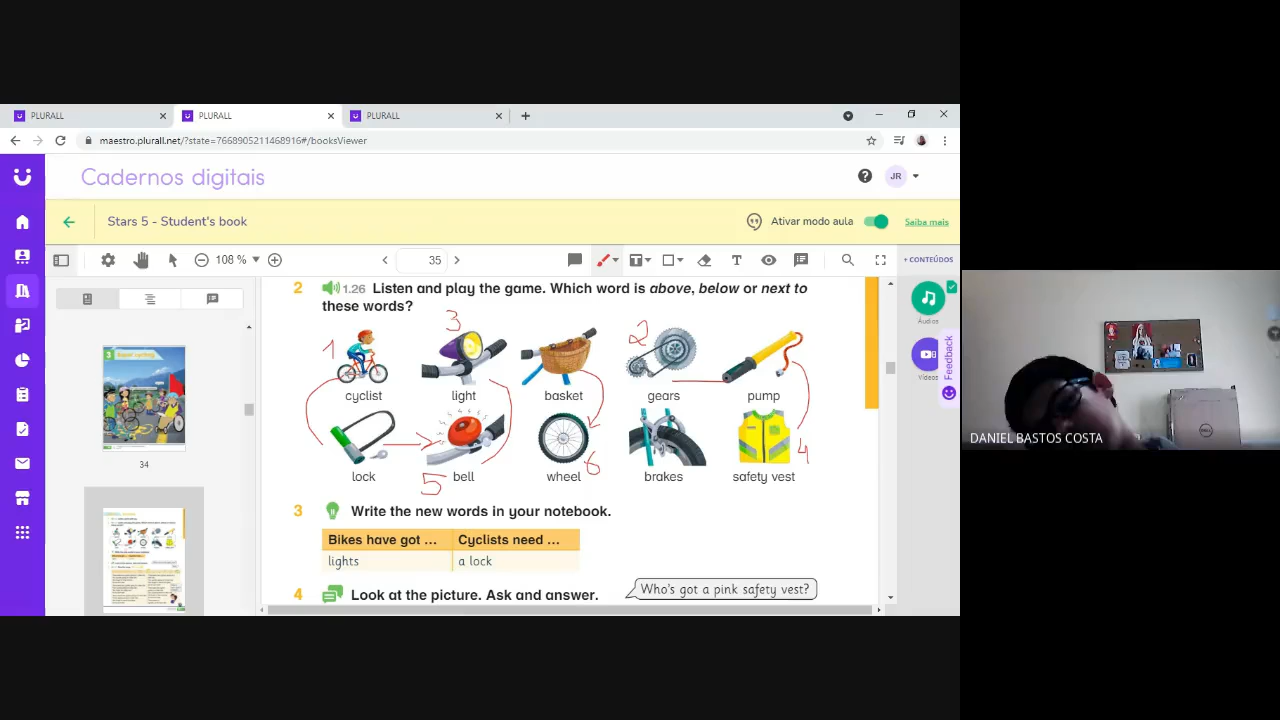 PLURALL
PLURALL
PLURALL
maestro.plurall.net/?state=7668905211468916#/booksViewer
Cadernos digitais
JR
Stars 5 - Student's book
Ativar modo aula
Saiba mais
108 %
35
+ CONTEÚDOS
2 1.26 Listen and play the game. Which word is above, below or next to
these words?
1
3
2
cyclist light basket gears pump
5
6
4
lock bell wheel brakes safety vest
3 Write the new words in your notebook.
Bikes have got ... Cyclists need ...
lights a lock
4 Look at the picture. Ask and answer.
Who's got a pink safety vest?
34
Áudios
Vídeos
Feedback
DANIEL BASTOS COSTA
DELL